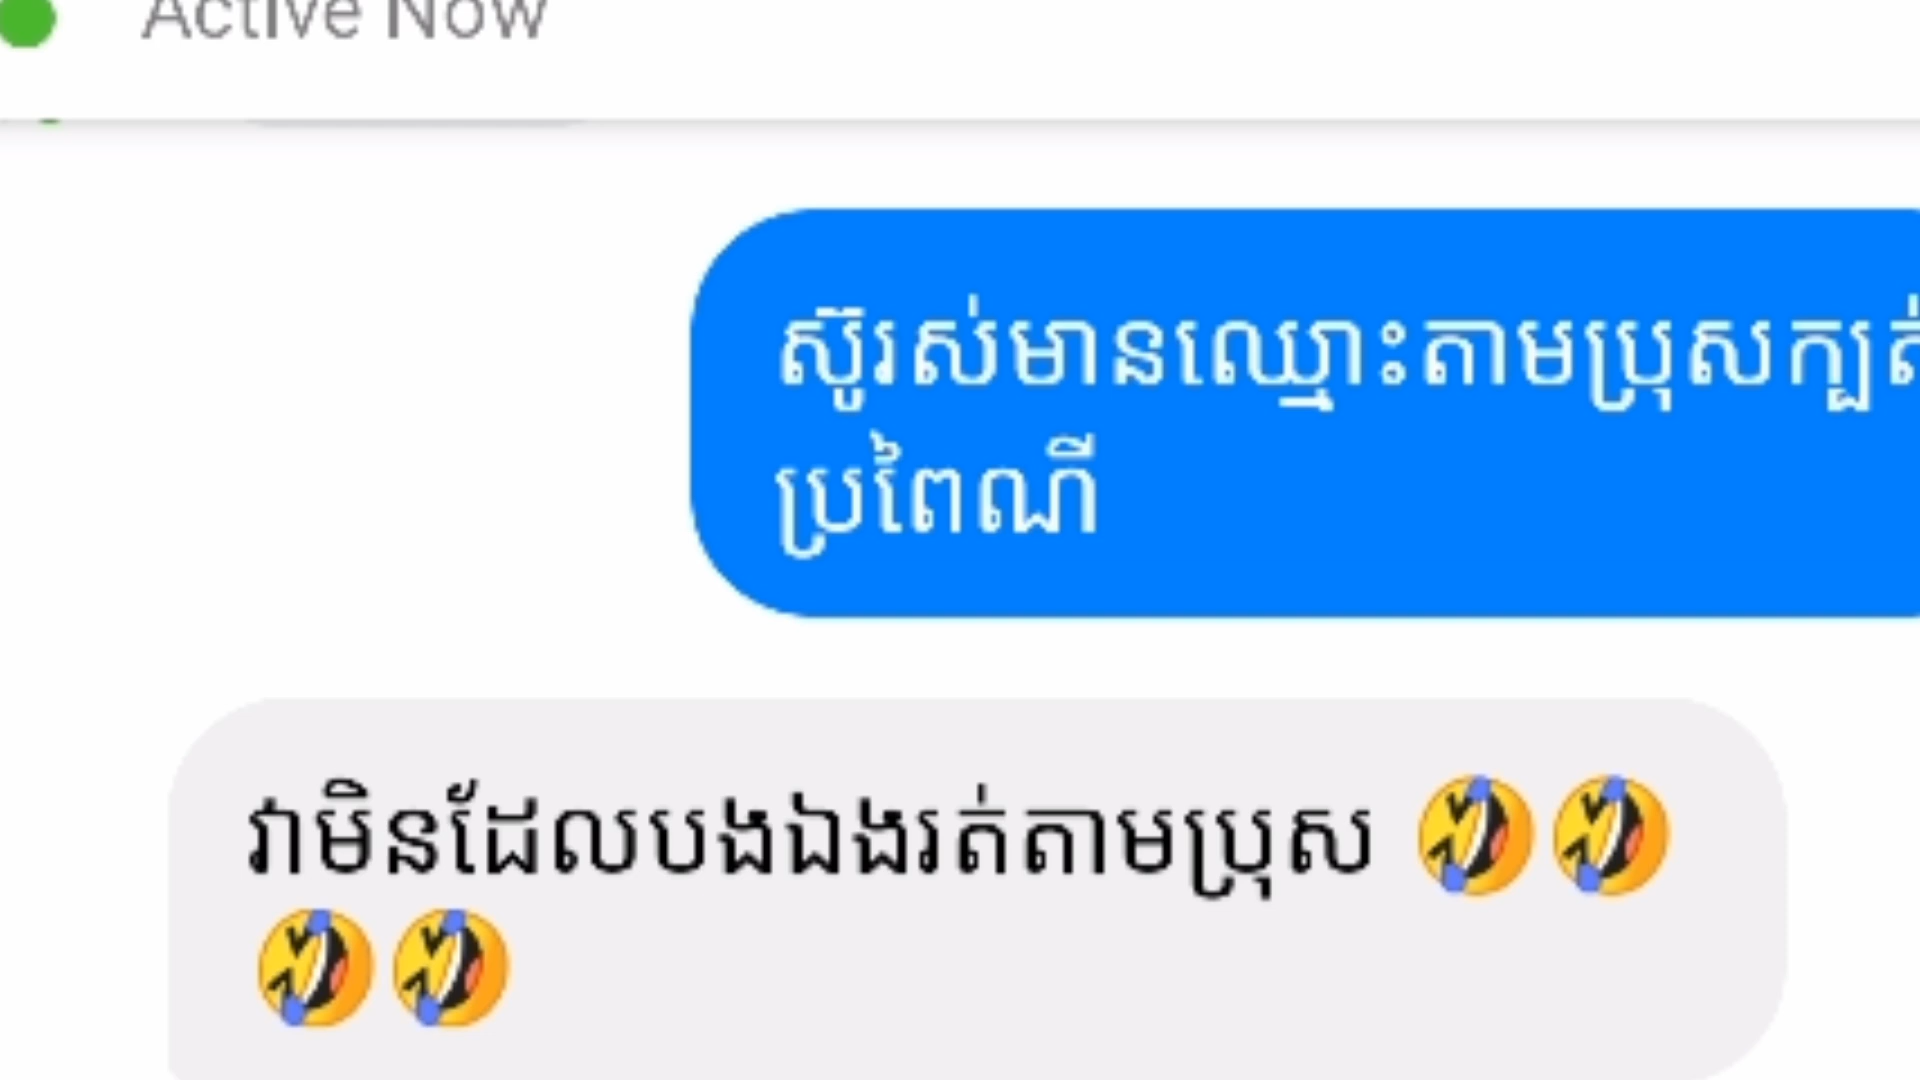 Active Now
ស៊ូរស់មានឈ្មោះតាមប្រុសក្បត់
ប្រពៃណី
វាមិនដែលបងឯងរត់តាមប្រុស 🤣🤣
🤣🤣